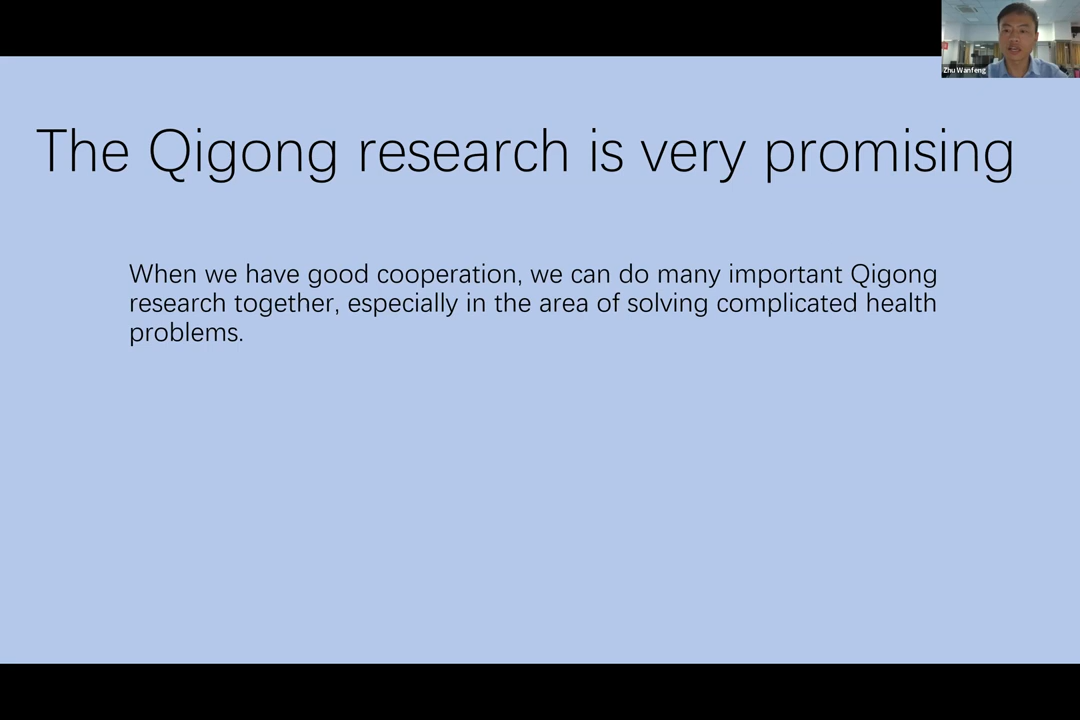 Zhu Wanfeng
The Qigong research is very promising
When we have good cooperation, we can do many important Qigong
research together, especially in the area of solving complicated health
problems.